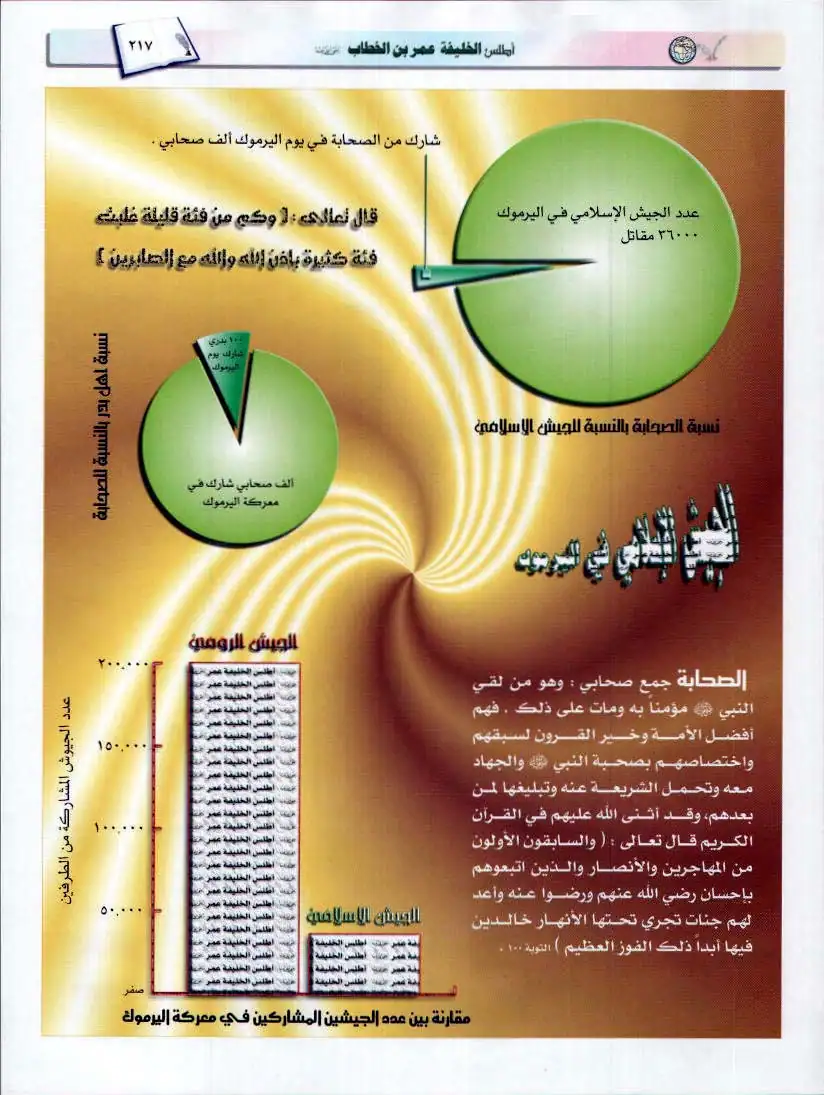 أطلس الخليفة عمر بن الخطاب
٢١٧
شارك من الصحابة في يوم اليرموك ألف صحابي .
عدد الجيش الإسلامي في اليرموك
٣٦٠٠٠ مقاتل
قال تعالى : { وكم من فئة قليلة غلبت
فئة كثيرة بإذن الله والله مع الصابرين }
نسبة الصحابة بالنسبة للجيش الاسلامي
نسبة اهل بدر بالنسبة للصحابة
١٠٠ بدري
شارك يوم
اليرموك
ألف صحابي شارك في
معركة اليرموك
الجيش الإسلامي في اليرموك
الصحابة جمع صحابي : وهو من لقي
النبي ﷺ مؤمناً به ومات على ذلك . فهم
أفضل الأمة وخير القرون لسبقهم
واختصاصهم بصحبة النبي ﷺ والجهاد
معه وتحمل الشريعة عنه وتبليغها لمن
بعدهم، وقد أثنى الله عليهم في القرآن
الكريم قال تعالى : ( والسابقون الأولون
من المهاجرين والأنصار والذين اتبعوهم
بإحسان رضي الله عنهم ورضوا عنه وأعد
لهم جنات تجري تحتها الأنهار خالدين
فيها أبداً ذلك الفوز العظيم ) التوبة ١٠٠ .
الجيش الرومي
الجيش الاسلامي
عدد الجيوش المشاركة من الطرفين
٢٠٠,٠٠٠
١٥٠,٠٠٠
١٠٠,٠٠٠
٥٠,٠٠٠
صفر
مقارنة بين عدد الجيشين المشاركين في معركة اليرموك